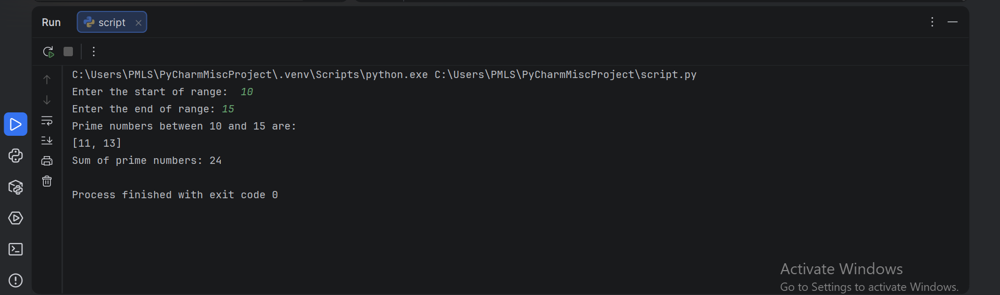 Run script
C:\Users\PMLS\PyCharmMiscProject\.venv\Scripts\python.exe C:\Users\PMLS\PyCharmMiscProject\script.py
Enter the start of range:  10
Enter the end of range: 15
Prime numbers between 10 and 15 are:
[11, 13]
Sum of prime numbers: 24
Process finished with exit code 0
Activate Windows
Go to Settings to activate Windows.